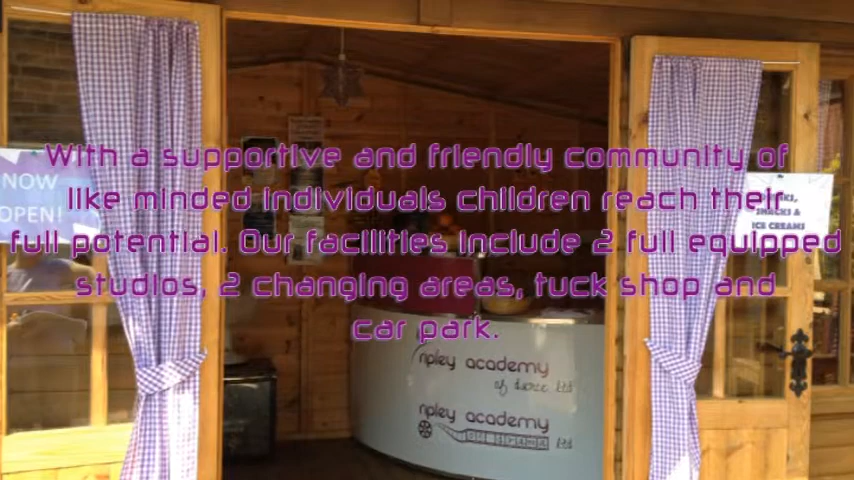 With a supportive and friendly community of
like minded individuals children reach their
full potential. Our facilities include 2 full equipped
studios, 2 changing areas, tuck shop and
car park.
NOW
OPEN!
SNACKS &
ICE CREAMS
ripley academy
of dance ltd
ripley academy
ltd